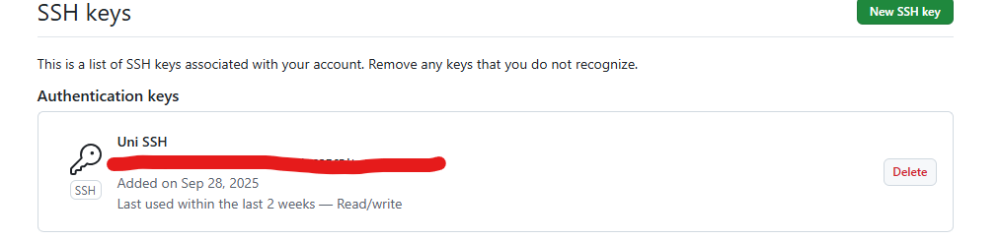 SSH keys
New SSH key
This is a list of SSH keys associated with your account. Remove any keys that you do not recognize.
Authentication keys
Uni SSH
SSH
Added on Sep 28, 2025
Last used within the last 2 weeks — Read/write
Delete